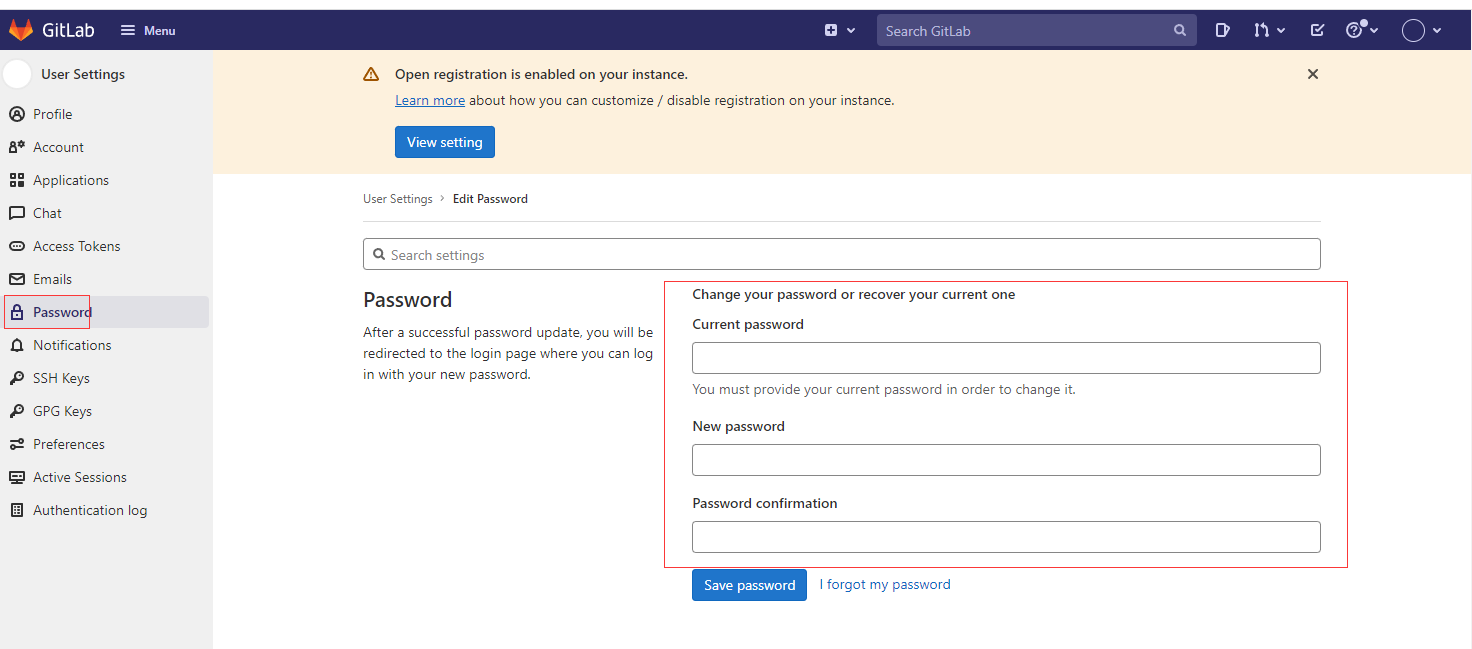 GitLab
Menu
Search GitLab
User Settings
Profile
Account
Applications
Chat
Access Tokens
Emails
Password
Notifications
SSH Keys
GPG Keys
Preferences
Active Sessions
Authentication log
Open registration is enabled on your instance.
Learn more about how you can customize / disable registration on your instance.
View setting
User Settings › Edit Password
Search settings
Password
After a successful password update, you will be
redirected to the login page where you can log
in with your new password.
Change your password or recover your current one
Current password
You must provide your current password in order to change it.
New password
Password confirmation
Save password
I forgot my password